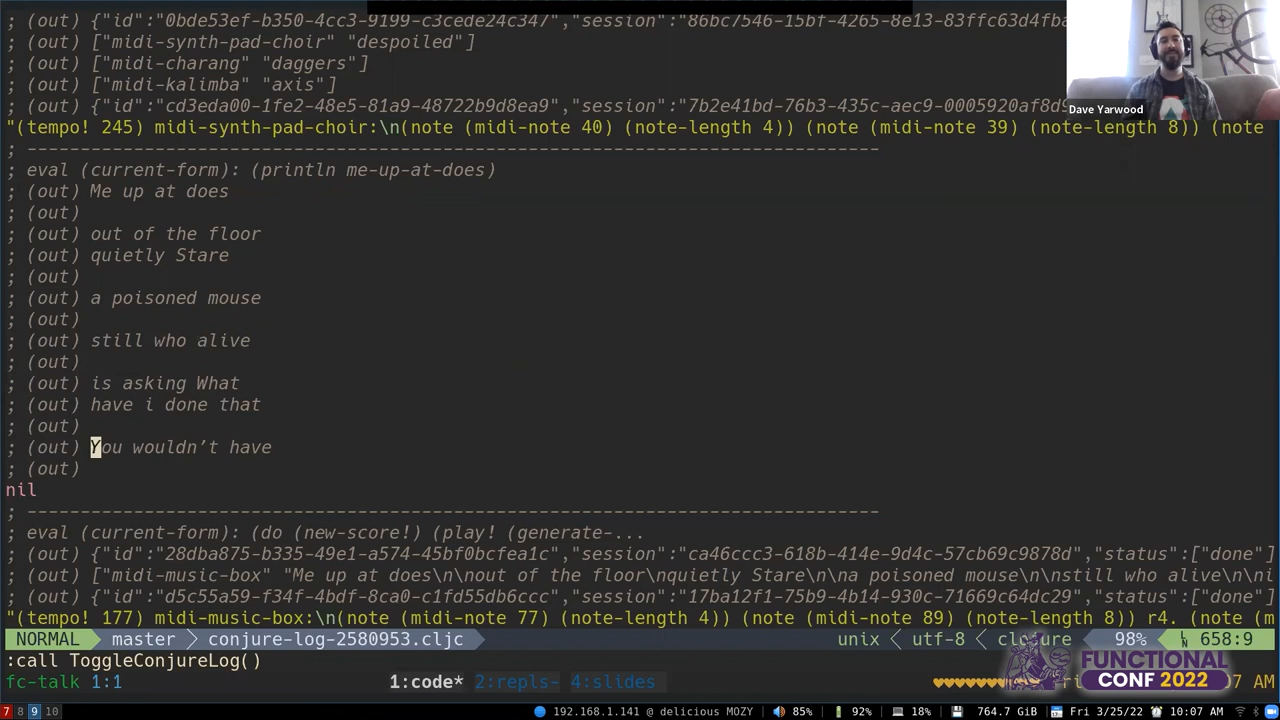 ; (out) {"id":"0bde53ef-b350-4cc3-9199-c3cede24c347","session":"86bc7546-15bf-4265-8e13-83ffc63d4fba
; (out) ["midi-synth-pad-choir" "despoiled"]
; (out) ["midi-charang" "daggers"]
; (out) ["midi-kalimba" "axis"]
; (out) {"id":"cd3eda00-1fe2-48e5-81a9-48722b9d8ea9","session":"7b2e41bd-76b3-435c-aec9-0005920af8d9
Dave Yarwood
"(tempo! 245) midi-synth-pad-choir:\n(note (midi-note 40) (note-length 4)) (note (midi-note 39) (note-length 8)) (note
; --------------------------------------------------------------------------------
; eval (current-form): (println me-up-at-does)
; (out) Me up at does
; (out)
; (out) out of the floor
; (out) quietly Stare
; (out)
; (out) a poisoned mouse
; (out)
; (out) still who alive
; (out)
; (out) is asking What
; (out) have i done that
; (out)
; (out) You wouldn’t have
; (out)
nil
; --------------------------------------------------------------------------------
; eval (current-form): (do (new-score!) (play! (generate-...
; (out) {"id":"28dba875-b335-49e1-a574-45bf0bcfea1c","session":"ca46ccc3-618b-414e-9d4c-57cb69c9878d","status":["done"]
; (out) ["midi-music-box" "Me up at does\n\nout of the floor\nquietly Stare\n\na poisoned mouse\n\nstill who alive\n\ni
; (out) {"id":"d5c55a59-f34f-4bdf-8ca0-c1fd55db6ccc","session":"17ba12f1-75b9-4b14-930c-71669c64dc29","status":["done"]
"(tempo! 177) midi-music-box:\n(note (midi-note 77) (note-length 4)) (note (midi-note 89) (note-length 8)) r4. (note (m
NORMAL master conjure-log-2580953.cljc unix utf-8 clojure 98% 658:9
:call ToggleConjureLog()
fc-talk 1:1 1:code* 2:repls- 4:slides
FUNCTIONAL
CONF 2022
7 8 9 10 192.168.1.141 @ delicious MOZY 85% 92% 18% 764.7 GiB Fri 3/25/22 10:07 AM